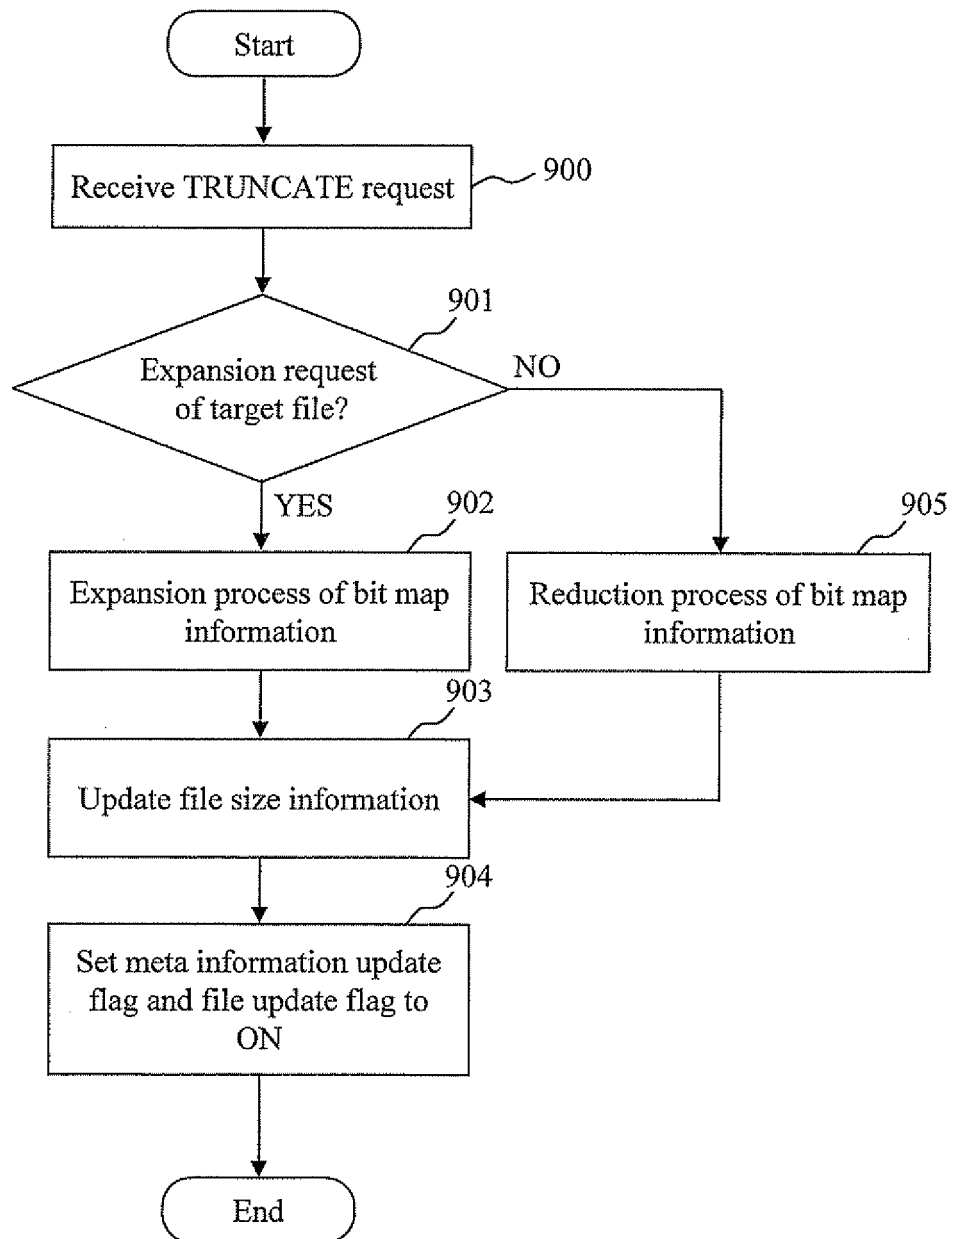 Start
Receive TRUNCATE request
900
901
Expansion request
of target file?
NO
YES
902
Expansion process of bit map
information
905
Reduction process of bit map
information
903
Update file size information
904
Set meta information update
flag and file update flag to
ON
End